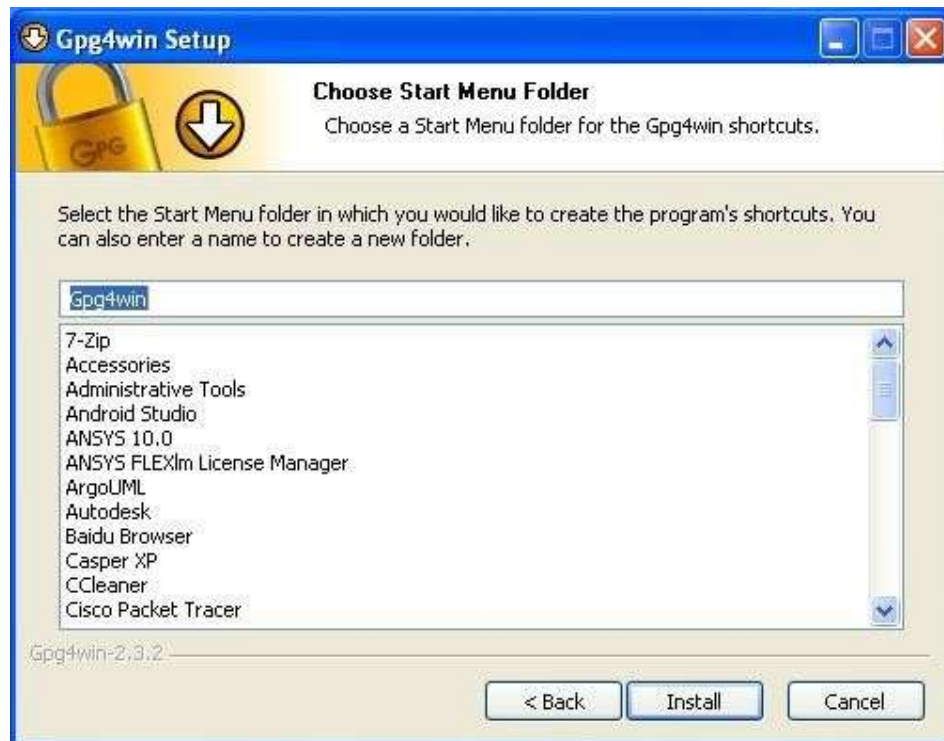 Gpg4win Setup
GPG
Choose Start Menu Folder
Choose a Start Menu folder for the Gpg4win shortcuts.
Select the Start Menu folder in which you would like to create the program's shortcuts. You
can also enter a name to create a new folder.
Gpg4win
7-Zip
Accessories
Administrative Tools
Android Studio
ANSYS 10.0
ANSYS FLEXlm License Manager
ArgoUML
Autodesk
Baidu Browser
Casper XP
CCleaner
Cisco Packet Tracer
Gpg4win-2.3.2
< Back Install Cancel